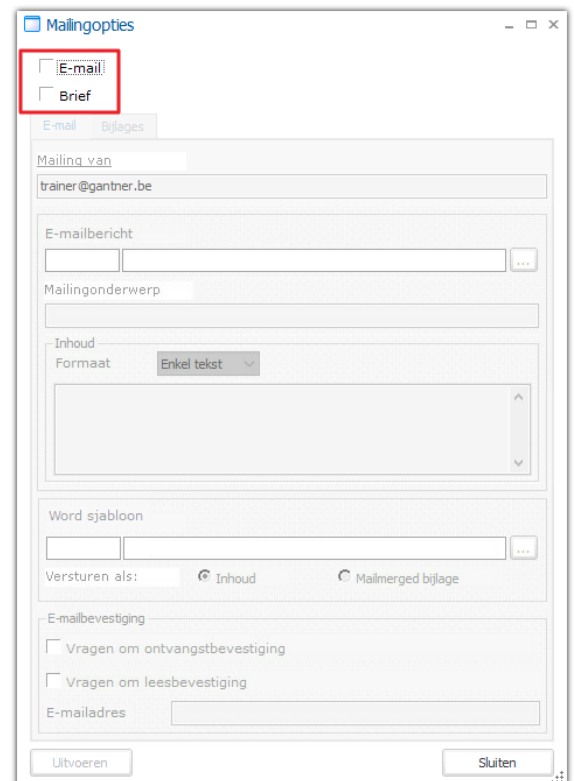 Mailingopties
E-mail
Brief
E-mail Bijlages
Mailing van
trainer@gantner.be
E-mailbericht
...
Mailingonderwerp
Inhoud
Formaat Enkel tekst
Word sjabloon
...
Versturen als: Inhoud Mailmerged bijlage
E-mailbevestiging
Vragen om ontvangstbevestiging
Vragen om leesbevestiging
E-mailadres
Uitvoeren Sluiten